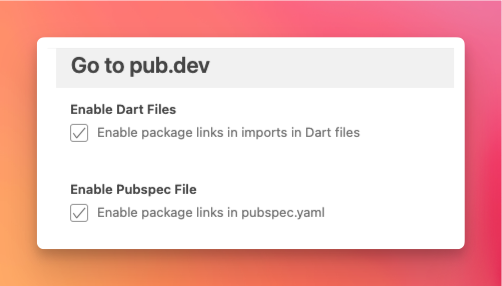 Go to pub.dev
Enable Dart Files
Enable package links in imports in Dart files
Enable Pubspec File
Enable package links in pubspec.yaml